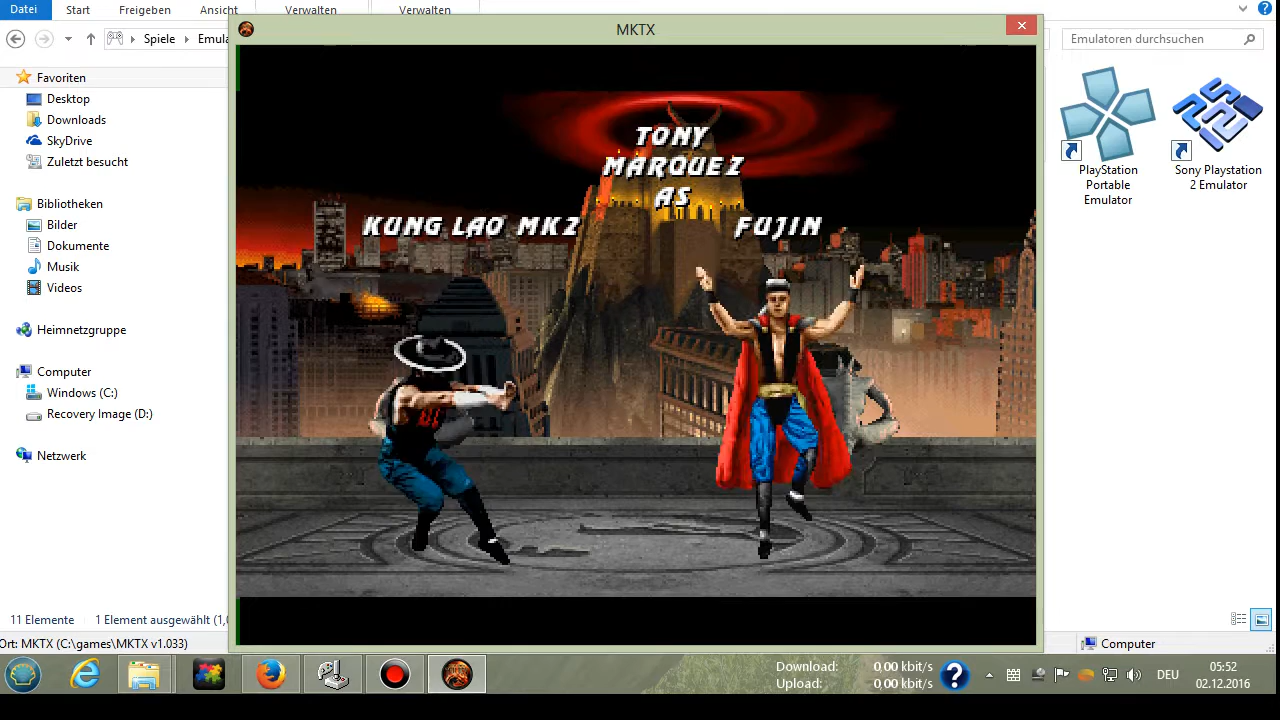 Datei
Start
Freigeben
Ansicht
Verwalten
Verwalten
MKTX
Spiele
Emula
Emulatoren durchsuchen
Favoriten
Desktop
Downloads
SkyDrive
Zuletzt besucht
Bibliotheken
Bilder
Dokumente
Musik
Videos
Heimnetzgruppe
Computer
Windows (C:)
Recovery Image (D:)
Netzwerk
TONY
MARQUEZ
AS
KUNG LAO MK2
FUJIN
PlayStation
Portable
Emulator
Sony Playstation
2 Emulator
11 Elemente
1 Element ausgewählt (1,0
Ort: MKTX (C:\games\MKTX v1.033)
Computer
Download: 0,00 kbit/s
Upload: 0,00 kbit/s
DEU
05:52
02.12.2016